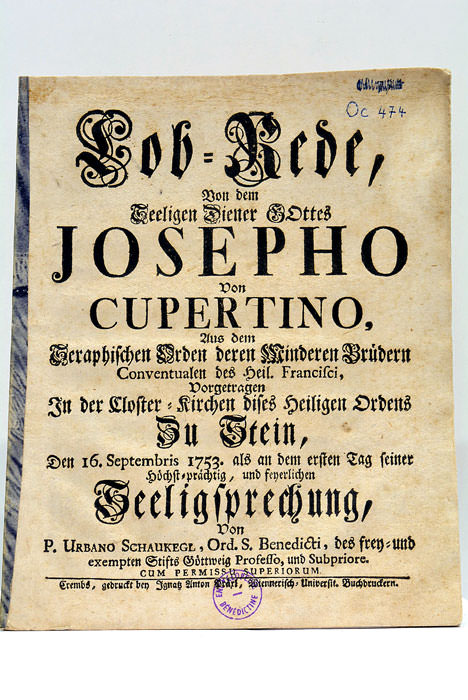 Oc 474
Lob-Rede,
Von dem
Seeligen Diener GOttes
JOSEPHO
Von
CUPERTINO,
Aus dem
Seraphischen Orden deren Minderen Brüdern
Conventualen des Heil. Francisci,
Vorgetragen
In der Closter-Kirchen dises Heiligen Ordens
Zu Stein,
Den 16. Septembris 1753. als an dem ersten Tag seiner
Höchst-prächtig, und feyerlichen
Seeligsprechung,
Von
P. URBANO SCHAUKEGL, Ord. S. Benedicti, des frey- und
exempten Stifts Göttweig Professo, und Subpriore.
CUM PERMISSU SUPERIORUM.
Crembs, gedruckt bey Ignatz Anton Präxl, Wiennerisch-Universit. Buchdruckern.
BENEDICTINE